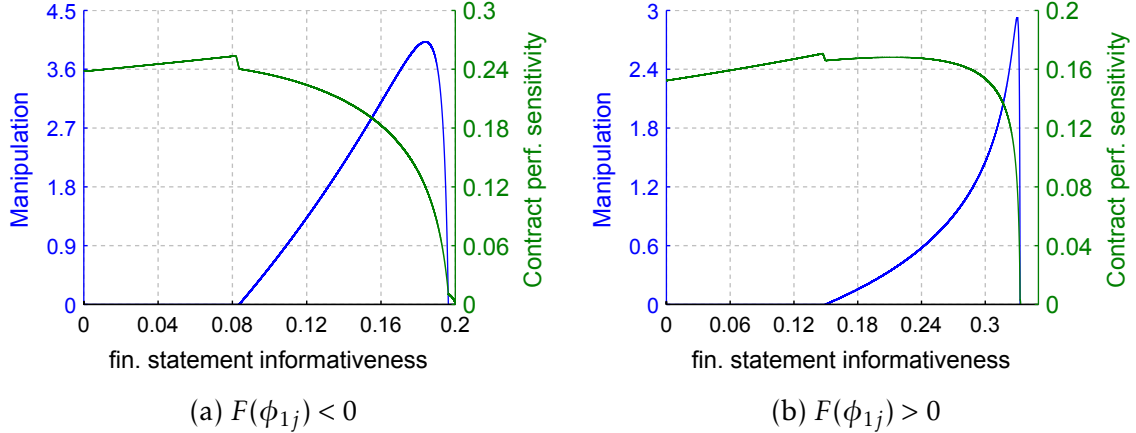 4.5
3.6
2.7
1.8
0.9
0
Manipulation
0.3
0.24
0.18
0.12
0.06
0
Contract perf. sensitivity
0 0.04 0.08 0.12 0.16 0.2
fin. statement informativeness
(a) F(ϕ1j) < 0
3
2.4
1.8
1.2
0.6
0
Manipulation
0.2
0.16
0.12
0.08
0.04
0
Contract perf. sensitivity
0 0.06 0.12 0.18 0.24 0.3
fin. statement informativeness
(b) F(ϕ1j) > 0